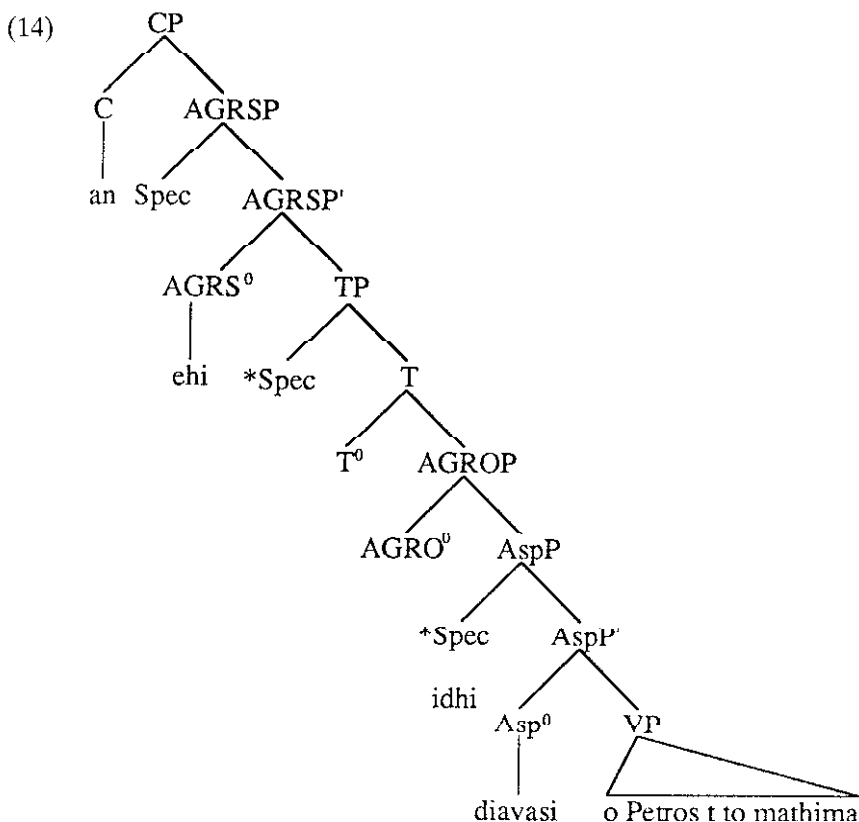 (14)
CP
C AGRSP
an Spec AGRSP'
AGRS⁰ TP
ehi *Spec T
T⁰ AGROP
AGRO⁰ AspP
*Spec AspP'
idhi
Asp⁰ VP
diavasi o Petros t to mathima